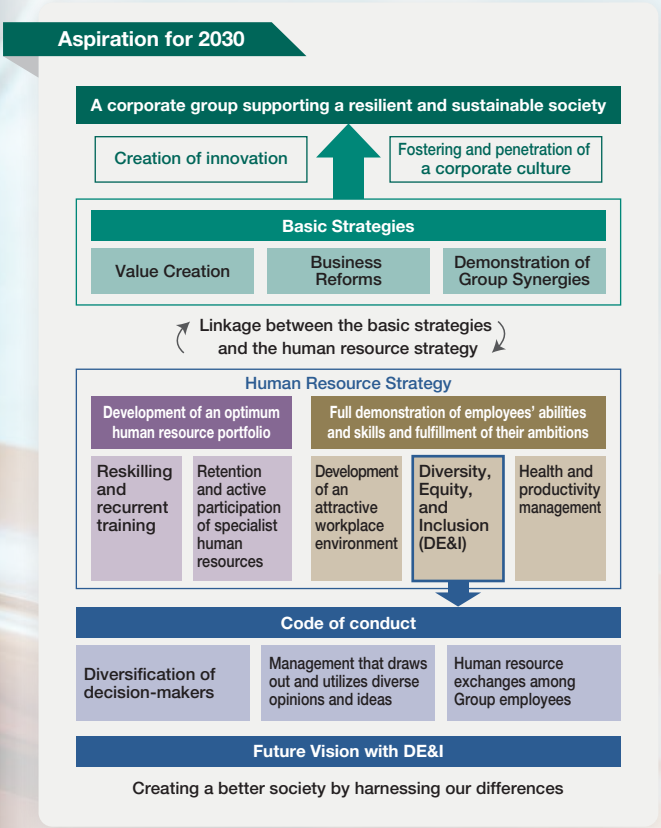 Aspiration for 2030
A corporate group supporting a resilient and sustainable society
Creation of innovation
Fostering and penetration of
a corporate culture
Basic Strategies
Value Creation
Business
Reforms
Demonstration of
Group Synergies
Linkage between the basic strategies
and the human resource strategy
Human Resource Strategy
Development of an optimum
human resource portfolio
Full demonstration of employees' abilities
and skills and fulfillment of their ambitions
Reskilling
and
recurrent
training
Retention
and active
participation
of specialist
human
resources
Development
of an
attractive
workplace
environment
Diversity,
Equity,
and
Inclusion
(DE&I)
Health and
productivity
management
Code of conduct
Diversification of
decision-makers
Management that draws
out and utilizes diverse
opinions and ideas
Human resource
exchanges among
Group employees
Future Vision with DE&I
Creating a better society by harnessing our differences